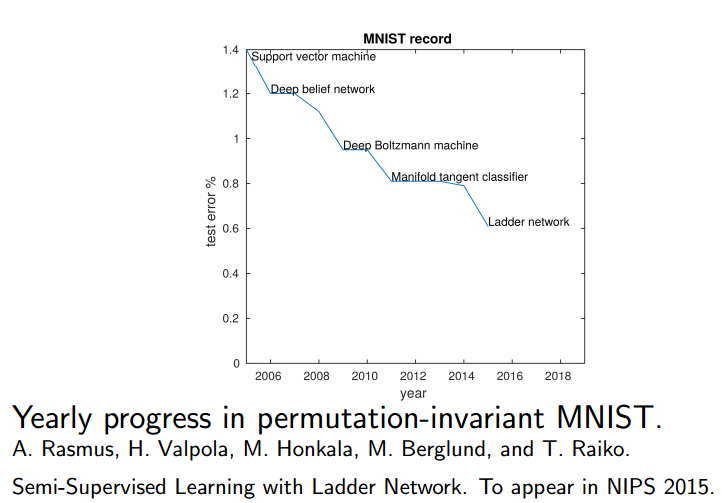 MNIST record
1.4
Support vector machine
1.2
Deep belief network
1
Deep Boltzmann machine
0.8
Manifold tangent classifier
test error %
0.6
Ladder network
0.4
0.2
0
2006 2008 2010 2012 2014 2016 2018
year
Yearly progress in permutation-invariant MNIST.
A. Rasmus, H. Valpola, M. Honkala, M. Berglund, and T. Raiko.
Semi-Supervised Learning with Ladder Network. To appear in NIPS 2015.